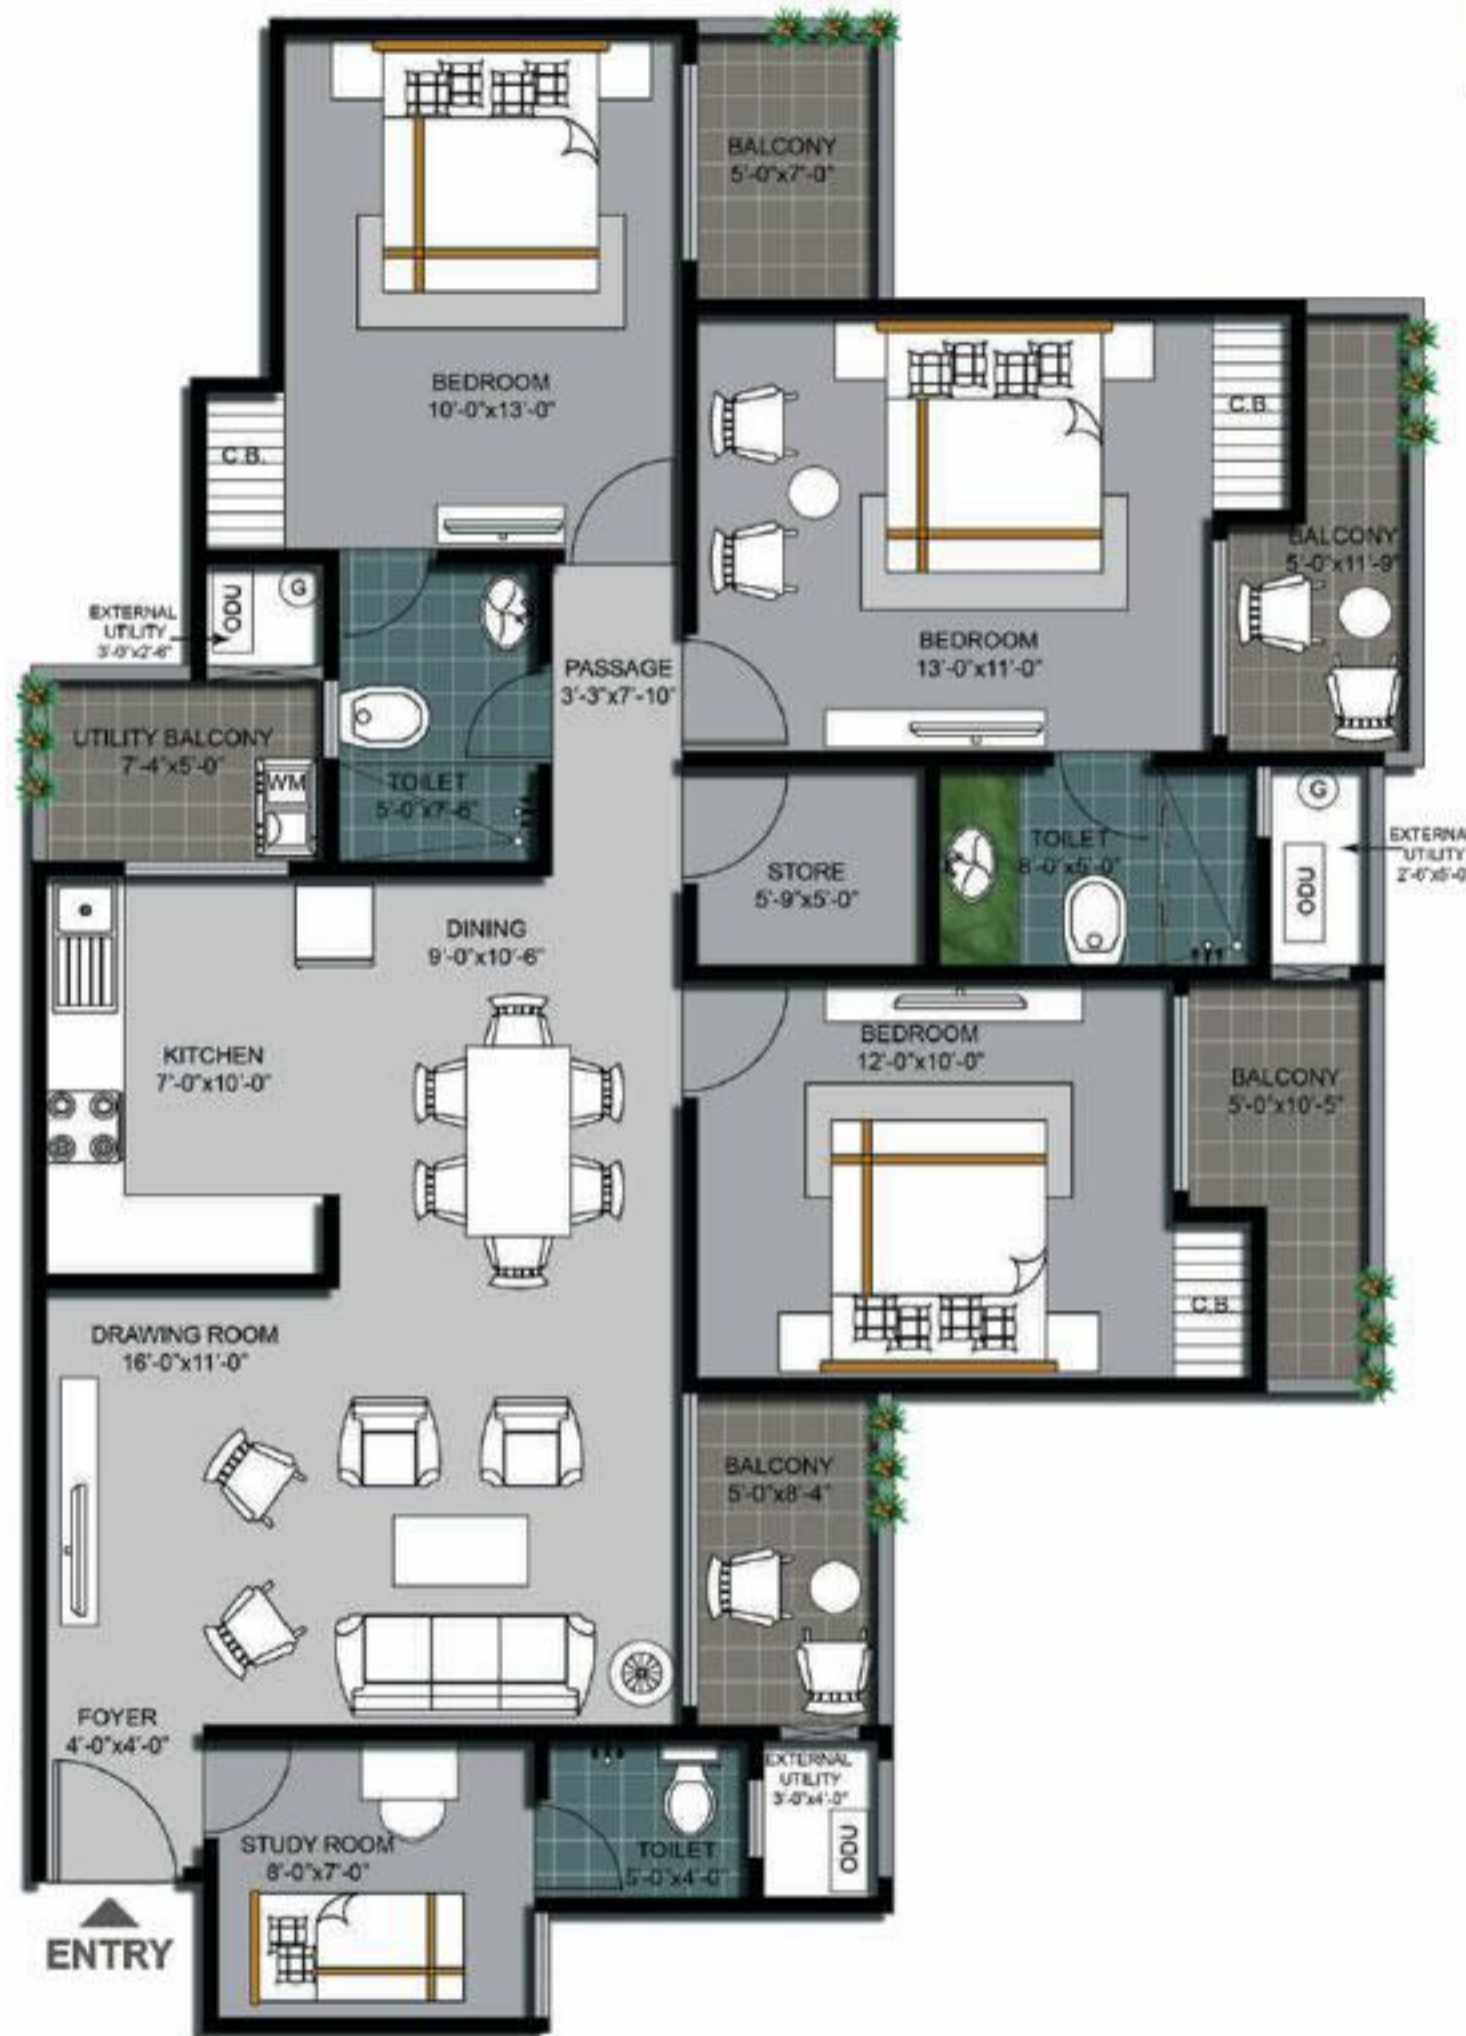 BALCONY
5'-0"x7'-0"
BEDROOM
10'-0"x13'-0"
C.B.
C.B.
BALCONY
5'-0"x11'-9"
ODU
G
EXTERNAL
UTILITY
3'-0"x2'-6"
BEDROOM
13'-0"x11'-0"
PASSAGE
3'-3"x7'-10"
UTILITY BALCONY
7'-4"x5'-0"
WM
TOILET
5'-0"x7'-6"
G
STORE
5'-9"x5'-0"
TOILET
8'-0"x5'-0"
EXTERNA
UTILITY
2'-6"x5'-0
ODU
DINING
9'-0"x10'-6"
KITCHEN
7'-0"x10'-0"
BEDROOM
12'-0"x10'-0"
BALCONY
5'-0"x10'-5"
C.B.
DRAWING ROOM
16'-0"x11'-0"
BALCONY
5'-0"x8'-4"
FOYER
4'-0"x4'-0"
EXTERNAL
UTILITY
3'-0"x4'-0"
ODU
STUDY ROOM
8'-0"x7'-0"
TOILET
5'-0"x4'-0"
ENTRY